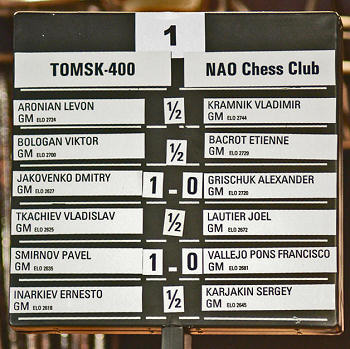 1
TOMSK-400 NAO Chess Club
ARONIAN LEVON ½ KRAMNIK VLADIMIR
GM ELO 2724 GM ELO 2744
BOLOGAN VIKTOR ½ BACROT ETIENNE
GM ELO 2700 GM ELO 2729
JAKOVENKO DMITRY 1 - 0 GRISCHUK ALEXANDER
GM ELO 2627 GM ELO 2720
TKACHIEV VLADISLAV ½ LAUTIER JOEL
GM ELO 2625 GM ELO 2672
SMIRNOV PAVEL 1 - 0 VALLEJO PONS FRANCISCO
GM ELO 2635 GM ELO 2681
INARKIEV ERNESTO ½ KARJAKIN SERGEY
GM ELO 2618 GM ELO 2645